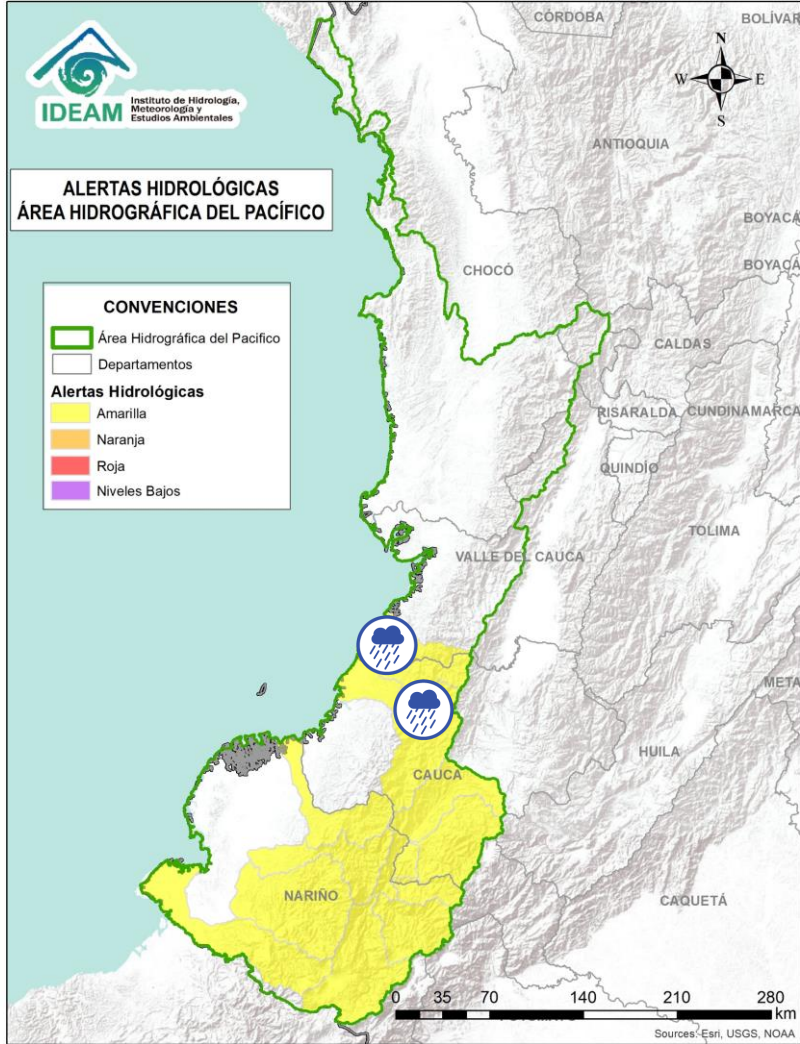 CÓRDOBA
BOLÍVAR
IDEAM
Instituto de Hidrología,
Meteorología y
Estudios Ambientales
N
W
E
S
ANTIOQUIA
ALERTAS HIDROLÓGICAS
ÁREA HIDROGRÁFICA DEL PACÍFICO
BOYACÁ
BOYACÁ
CHOCÓ
CONVENCIONES
Área Hidrográfica del Pacifico
Departamentos
Alertas Hidrológicas
Amarilla
Naranja
Roja
Niveles Bajos
CALDAS
RISARALDA
CUNDINAMARCA
QUINDÍO
TOLIMA
VALLE DEL CAUCA
META
HUILA
CAUCA
NARIÑO
CAQUETÁ
0 35 70 140 210 280
km
Sources: Esri, USGS, NOAA